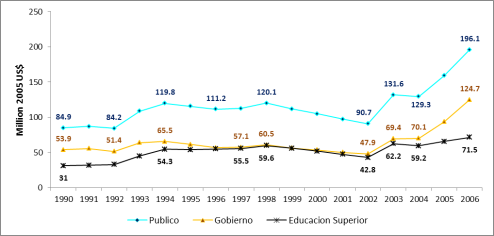 Million 2005 US$
250
200
150
100
50
0
84.9 84.2 119.8 111.2 120.1 90.7 131.6 129.3 196.1
53.9 51.4 65.5 57.1 60.5 47.9 69.4 70.1 124.7
31 54.3 55.5 59.6 42.8 62.2 59.2 71.5
1990 1991 1992 1993 1994 1995 1996 1997 1998 1999 2000 2001 2002 2003 2004 2005 2006
Publico Gobierno Educacion Superior